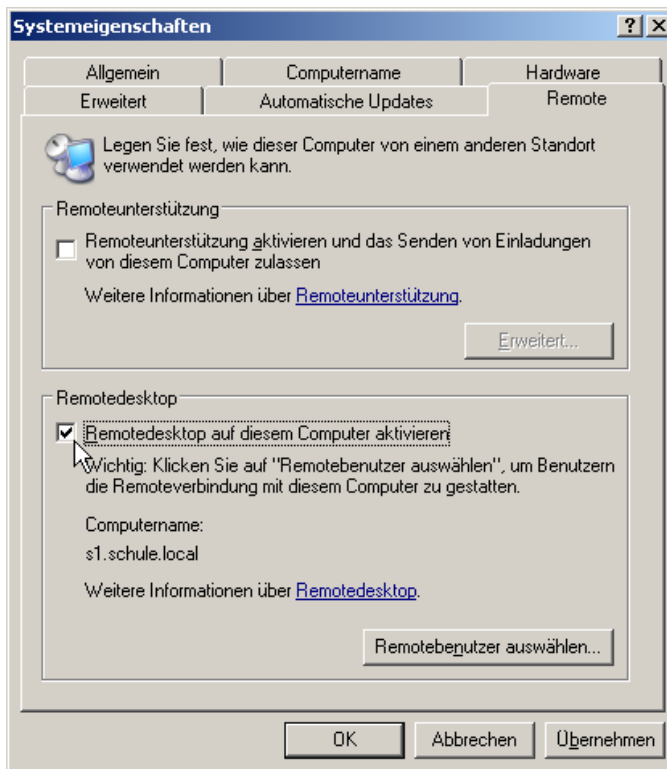 Systemeigenschaften
Allgemein Computername Hardware
Erweitert Automatische Updates Remote
Legen Sie fest, wie dieser Computer von einem anderen Standort
verwendet werden kann.
Remoteunterstützung
Remoteunterstützung aktivieren und das Senden von Einladungen
von diesem Computer zulassen
Weitere Informationen über Remoteunterstützung.
Erweitert...
Remotedesktop
Remotedesktop auf diesem Computer aktivieren
Wichtig: Klicken Sie auf "Remotebenutzer auswählen", um Benutzern
die Remoteverbindung mit diesem Computer zu gestatten.
Computername:
s1.schule.local
Weitere Informationen über Remotedesktop.
Remotebenutzer auswählen...
OK Abbrechen Übernehmen